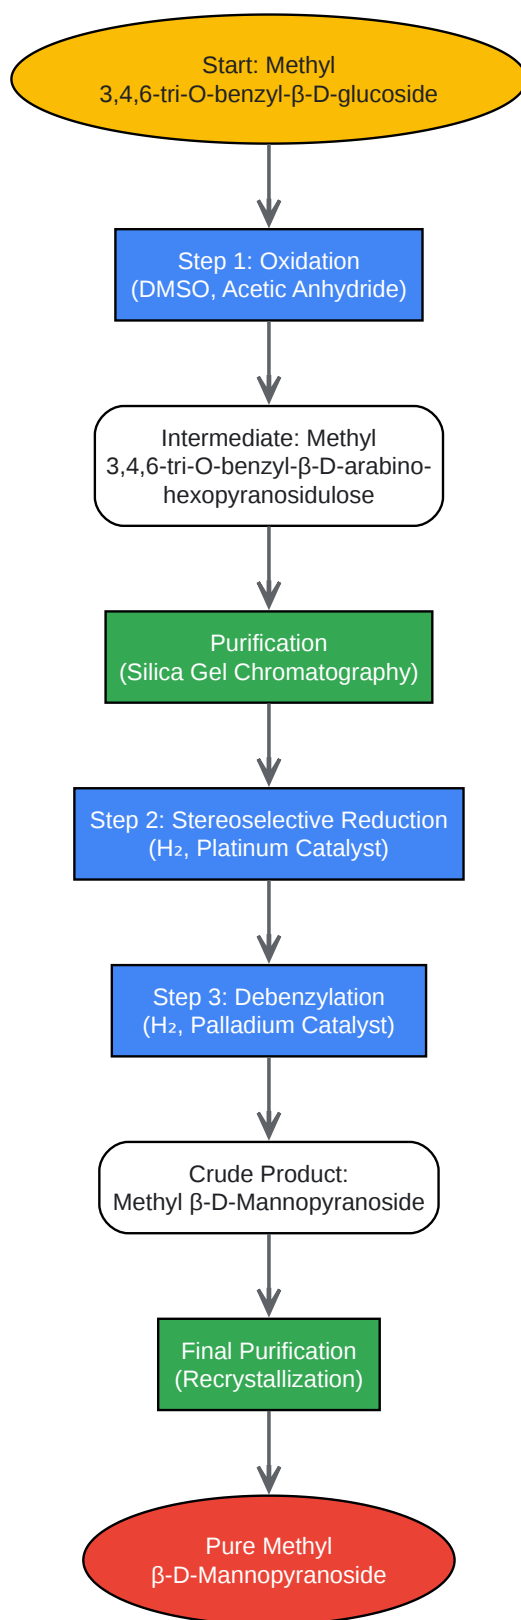 Start: Methyl
3,4,6-tri-O-benzyl-β-D-glucoside
Step 1: Oxidation
(DMSO, Acetic Anhydride)
Intermediate: Methyl
3,4,6-tri-O-benzyl-β-D-arabino-
hexopyranosidulose
Purification
(Silica Gel Chromatography)
Step 2: Stereoselective Reduction
(H₂, Platinum Catalyst)
Step 3: Debenzylation
(H₂, Palladium Catalyst)
Crude Product:
Methyl β-D-Mannopyranoside
Final Purification
(Recrystallization)
Pure Methyl
β-D-Mannopyranoside